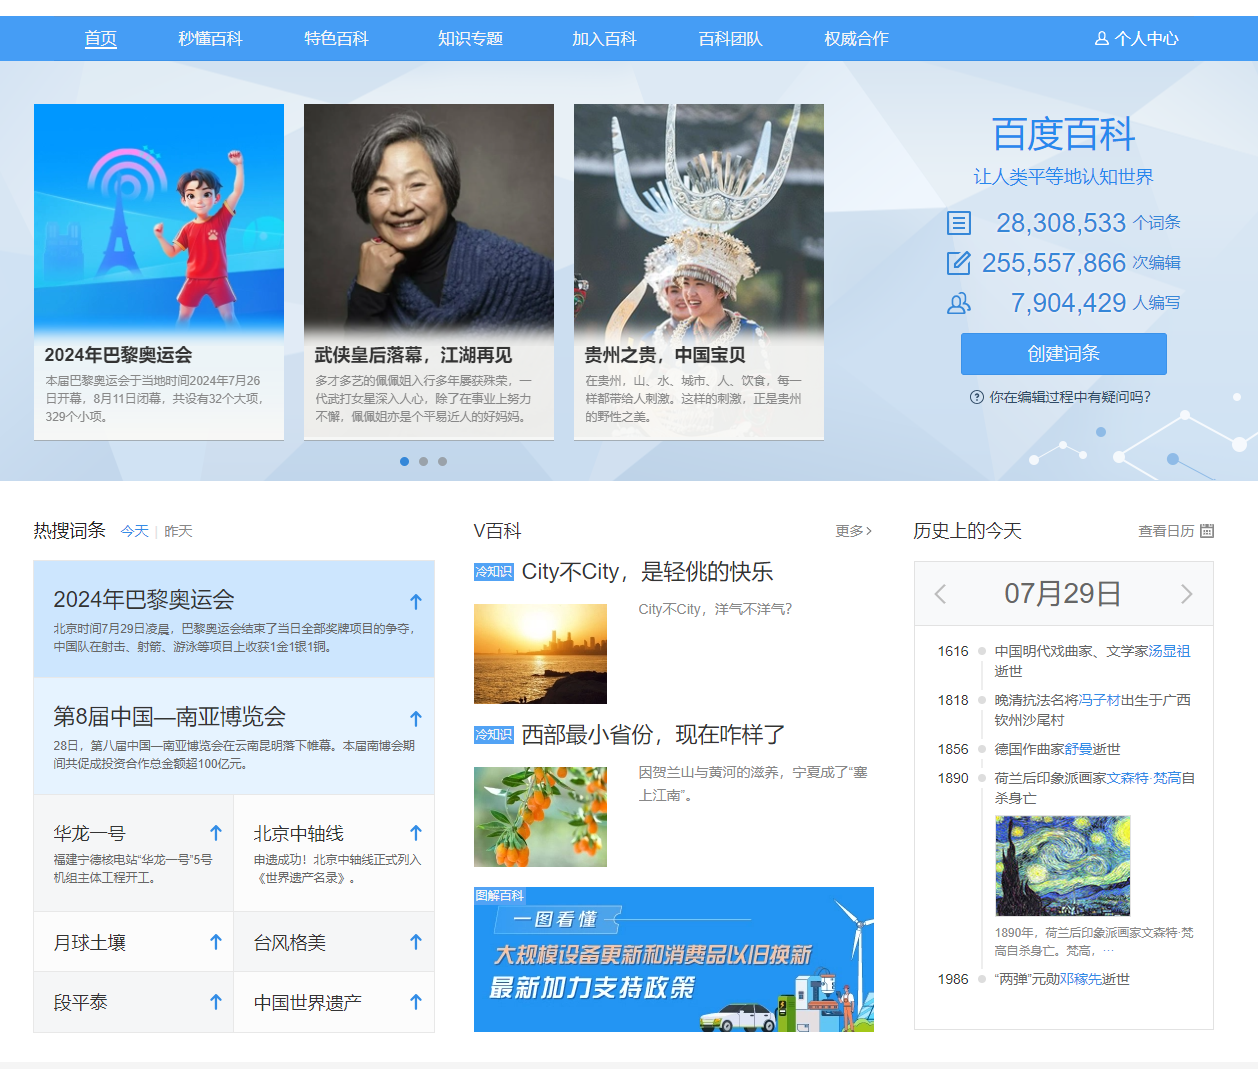 首页 秒懂百科 特色百科 知识专题 加入百科 百科团队 权威合作 个人中心
2024年巴黎奥运会
本届巴黎奥运会于当地时间2024年7月26
日开幕，8月11日闭幕，共设有32个大项，
329个小项。
武侠皇后落幕，江湖再见
多才多艺的佩佩姐入行多年屡获殊荣，一
代武打女星深入人心，除了在事业上努力
不懈，佩佩姐亦是个平易近人的好妈妈。
贵州之贵，中国宝贝
在贵州，山、水、城市、人、饮食，每一
样都带给人刺激。这样的刺激，正是贵州
的野性之美。
百度百科
让人类平等地认知世界
28,308,533 个词条
255,557,866 次编辑
7,904,429 人编写
创建词条
你在编辑过程中有疑问吗？
热搜词条 今天 | 昨天
2024年巴黎奥运会
北京时间7月29日凌晨，巴黎奥运会结束了当日全部奖牌项目的争夺，
中国队在射击、射箭、游泳等项目上收获1金1银1铜。
第8届中国—南亚博览会
28日，第八届中国—南亚博览会在云南昆明落下帷幕。本届南博会期
间共促成投资合作总金额超100亿元。
华龙一号
福建宁德核电站“华龙一号”5号
机组主体工程开工。
北京中轴线
申遗成功！北京中轴线正式列入
《世界遗产名录》。
月球土壤
台风格美
段平泰
中国世界遗产
V百科 更多
冷知识 City不City，是轻佻的快乐
City不City，洋气不洋气？
冷知识 西部最小省份，现在咋样了
因贺兰山与黄河的滋养，宁夏成了“塞
上江南”。
图解百科
一图看懂
大规模设备更新和消费品以旧换新
最新加力支持政策
历史上的今天 查看日历
07月29日
1616 中国明代戏曲家、文学家汤显祖
逝世
1818 晚清抗法名将冯子材出生于广西
钦州沙尾村
1856 德国作曲家舒曼逝世
1890 荷兰后印象派画家文森特·梵高自
杀身亡
1890年，荷兰后印象派画家文森特·梵
高自杀身亡。梵高，···
1986 “两弹”元勋邓稼先逝世